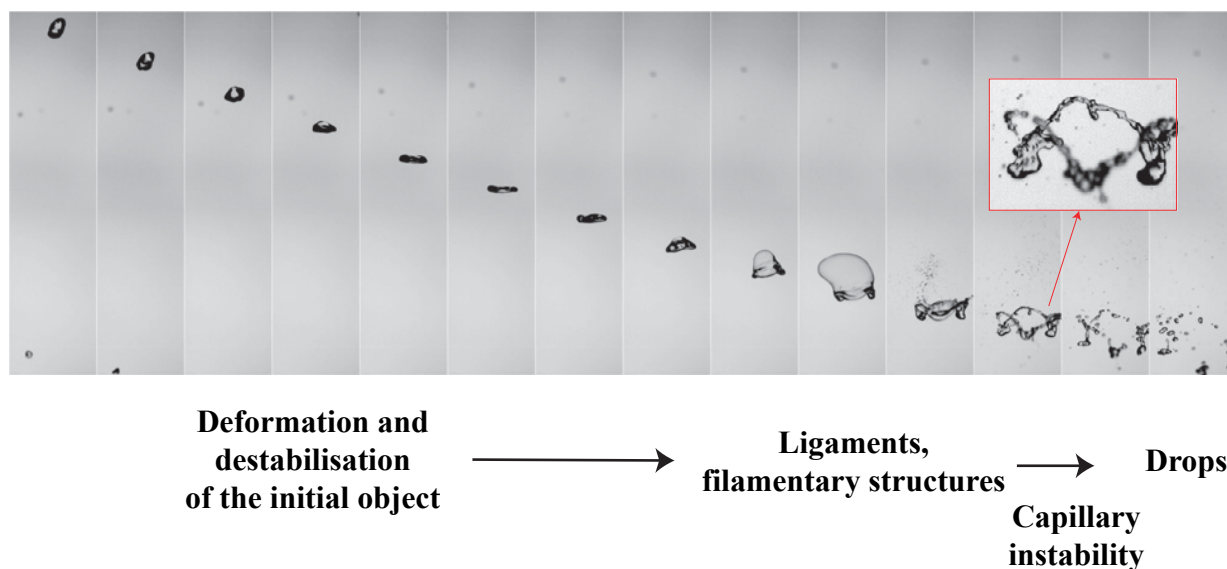 Deformation and
destabilisation
of the initial object
Ligaments,
filamentary structures
Drops
Capillary
instability